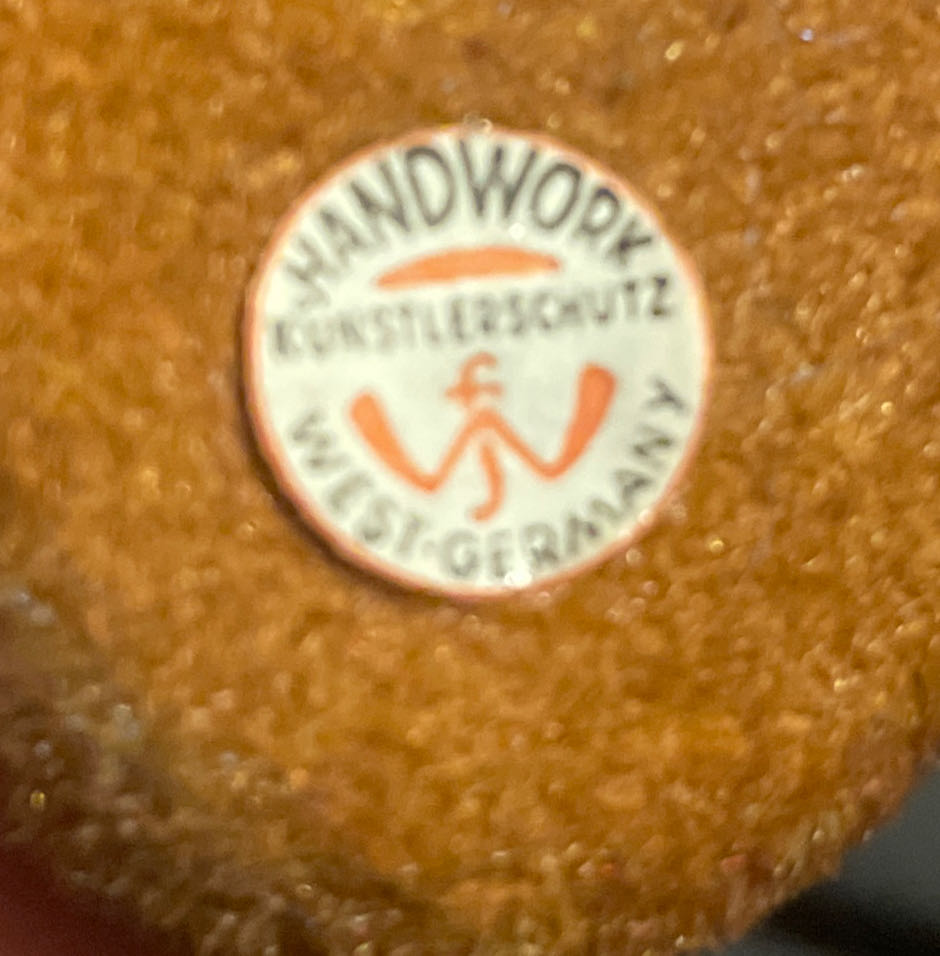 HANDWORK
KÜNSTLERSCHUTZ
f
W
J
WEST-GERMANY